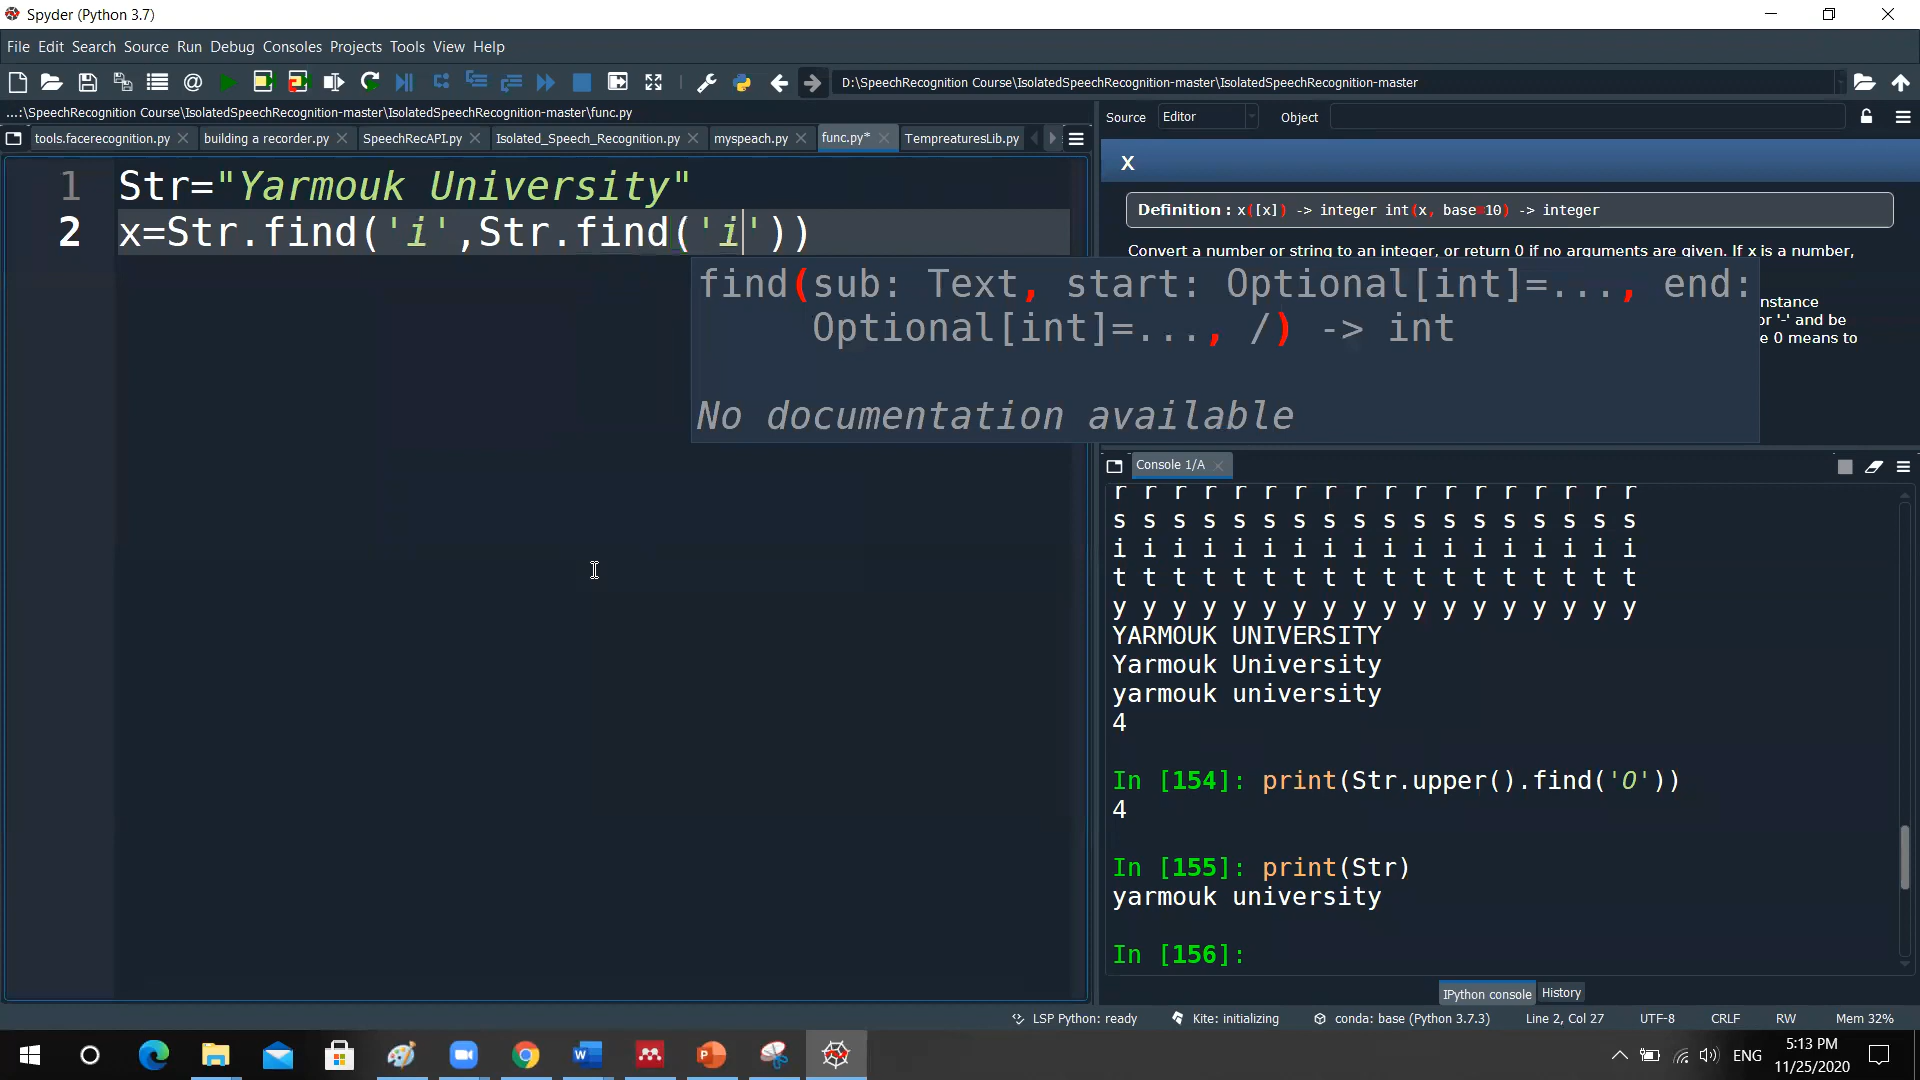 Spyder (Python 3.7)
File Edit Search Source Run Debug Consoles Projects Tools View Help
D:\SpeechRecognition Course\IsolatedSpeechRecognition-master\IsolatedSpeechRecognition-master
...:\SpeechRecognition Course\IsolatedSpeechRecognition-master\IsolatedSpeechRecognition-master\func.py
tools.facerecognition.py building a recorder.py SpeechRecAPI.py Isolated_Speech_Recognition.py myspeach.py func.py* TempreaturesLib.py
1 Str="Yarmouk University"
2 x=Str.find('i',Str.find('i'))
find(sub: Text, start: Optional[int]=..., end:
Optional[int]=..., /) -> int
No documentation available
Source Editor Object
X
Definition : x([x]) -> integer int(x, base=10) -> integer
Convert a number or string to an integer, or return 0 if no arguments are given. If x is a number,
nstance
or '-' and be
e 0 means to
Console 1/A
r r r r r r r r r r r r r r r r r r
s s s s s s s s s s s s s s s s s s
i i i i i i i i i i i i i i i i i i
t t t t t t t t t t t t t t t t t t
y y y y y y y y y y y y y y y y y y
YARMOUK UNIVERSITY
Yarmouk University
yarmouk university
4
In [154]: print(Str.upper().find('O'))
4
In [155]: print(Str)
yarmouk university
In [156]:
IPython console History
LSP Python: ready Kite: initializing conda: base (Python 3.7.3) Line 2, Col 27 UTF-8 CRLF RW Mem 32%
ENG
5:13 PM
11/25/2020